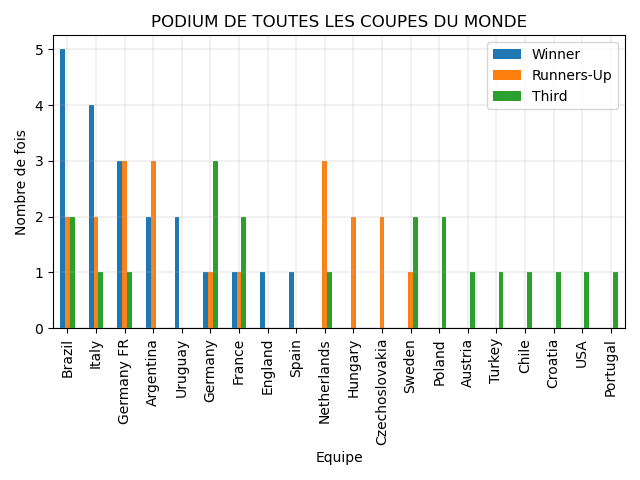 PODIUM DE TOUTES LES COUPES DU MONDE
Winner
Runners-Up
Third
Nombre de fois
5
4
3
2
1
0
Brazil
Italy
Germany FR
Argentina
Uruguay
Germany
France
England
Spain
Netherlands
Hungary
Czechoslovakia
Sweden
Poland
Austria
Turkey
Chile
Croatia
USA
Portugal
Equipe